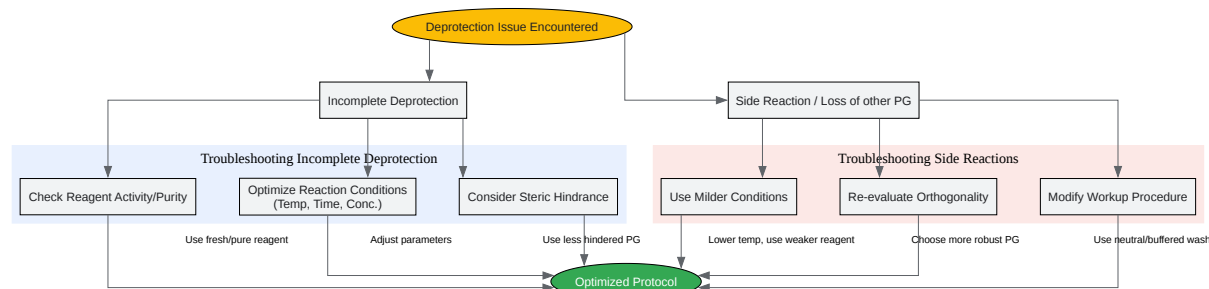 Deprotection Issue Encountered
Incomplete Deprotection
Side Reaction / Loss of other PG
Troubleshooting Incomplete Deprotection
Troubleshooting Side Reactions
Check Reagent Activity/Purity
Optimize Reaction Conditions
(Temp, Time, Conc.)
Consider Steric Hindrance
Use Milder Conditions
Re-evaluate Orthogonality
Modify Workup Procedure
Use fresh/pure reagent
Adjust parameters
Use less hindered PG
Lower temp, use weaker reagent
Choose more robust PG
Use neutral/buffered wash
Optimized Protocol